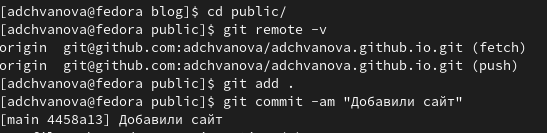 [adchvanova@fedora blog]$ cd public/
[adchvanova@fedora public]$ git remote -v
origin  git@github.com:adchvanova/adchvanova.github.io.git (fetch)
origin  git@github.com:adchvanova/adchvanova.github.io.git (push)
[adchvanova@fedora public]$ git add .
[adchvanova@fedora public]$ git commit -am "Добавили сайт"
[main 4458a13] Добавили сайт